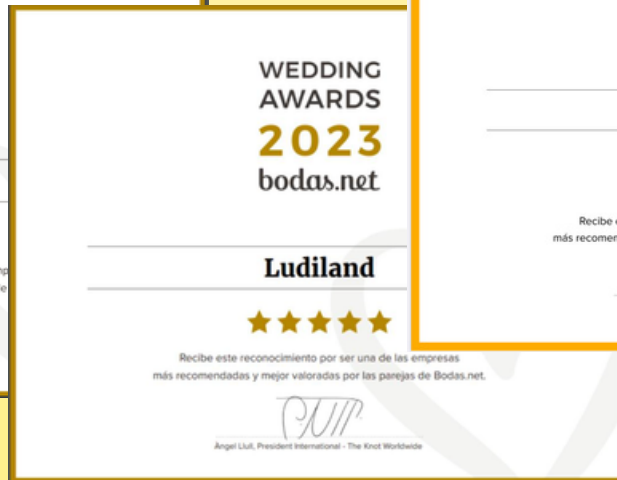 WEDDING
AWARDS
2023
bodas.net
Ludiland
Recibe este reconocimiento por ser una de las empresas
más recomendadas y mejor valoradas por las parejas de Bodas.net.
Àngel Llull, President International - The Knot Worldwide
Recibe
más recomen